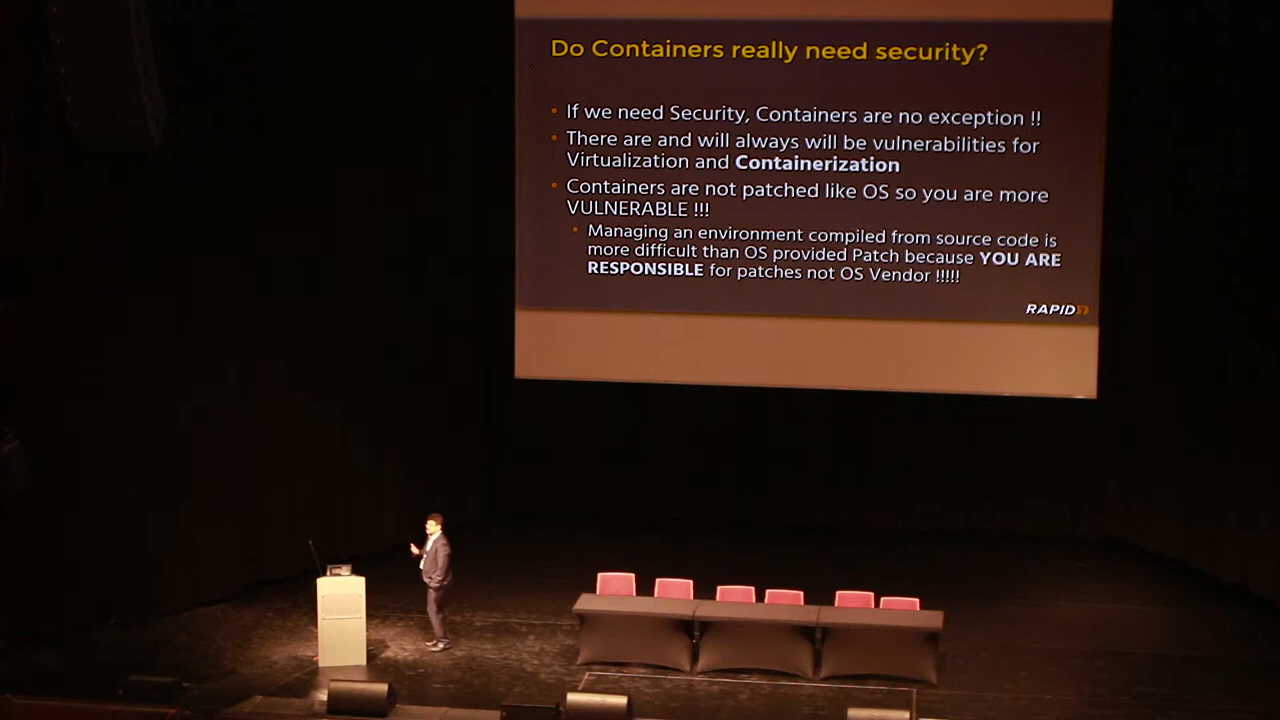 Do Containers really need security?
• If we need Security, Containers are no exception !!
• There are and will always will be vulnerabilities for
Virtualization and Containerization
• Containers are not patched like OS so you are more
VULNERABLE !!!
• Managing an environment compiled from source code is
more difficult than OS provided Patch because YOU ARE
RESPONSIBLE for patches not OS Vendor !!!!!
RAPID7